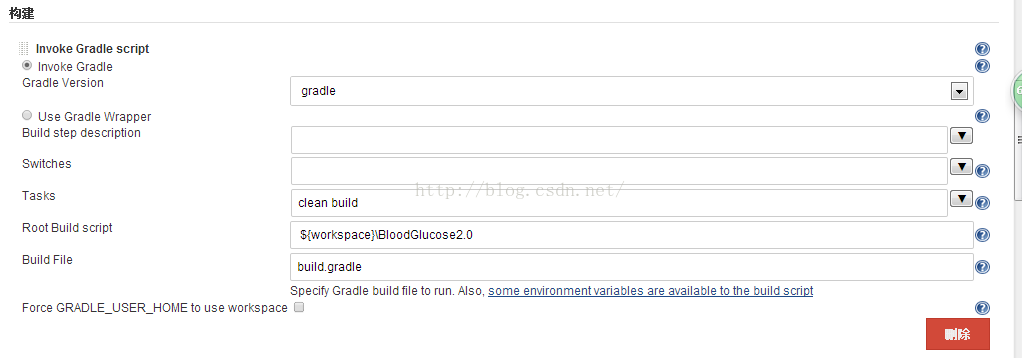 构建
Invoke Gradle script
Invoke Gradle
Gradle Version
gradle
Use Gradle Wrapper
Build step description
Switches
http://blog.csdn.net/
Tasks
clean build
Root Build script
${workspace}\BloodGlucose2.0
Build File
build.gradle
Specify Gradle build file to run. Also, some environment variables are available to the build script
Force GRADLE_USER_HOME to use workspace
删除